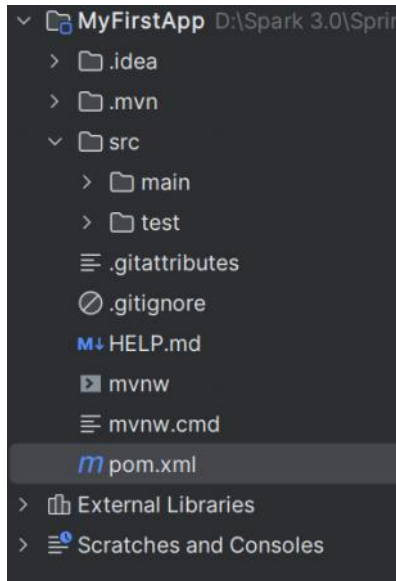 MyFirstApp D:\Spark 3.0\Sprin
.idea
.mvn
src
main
test
.gitattributes
.gitignore
M↓ HELP.md
mvnw
mvnw.cmd
m pom.xml
External Libraries
Scratches and Consoles